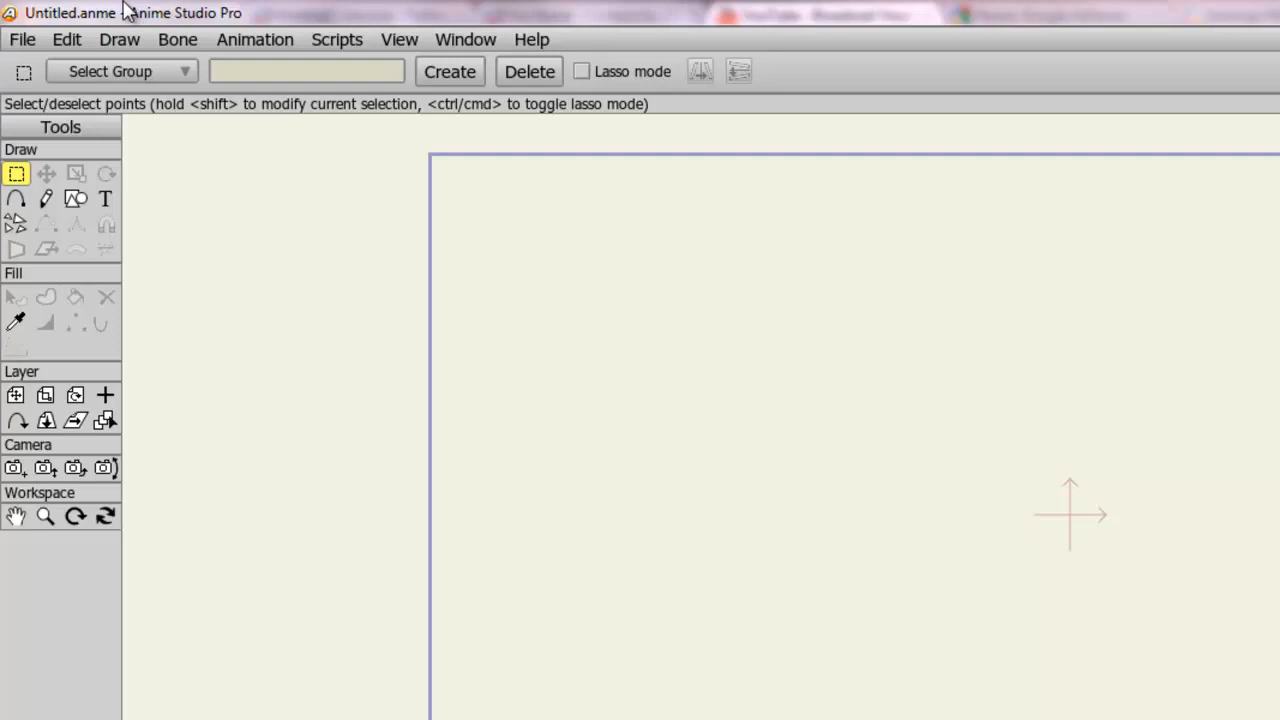 Untitled.anme - Anime Studio Pro
File Edit Draw Bone Animation Scripts View Window Help
Select Group Create Delete Lasso mode
Select/deselect points (hold <shift> to modify current selection, <ctrl/cmd> to toggle lasso mode)
Tools
Draw
T
Fill
Layer
Camera
Workspace